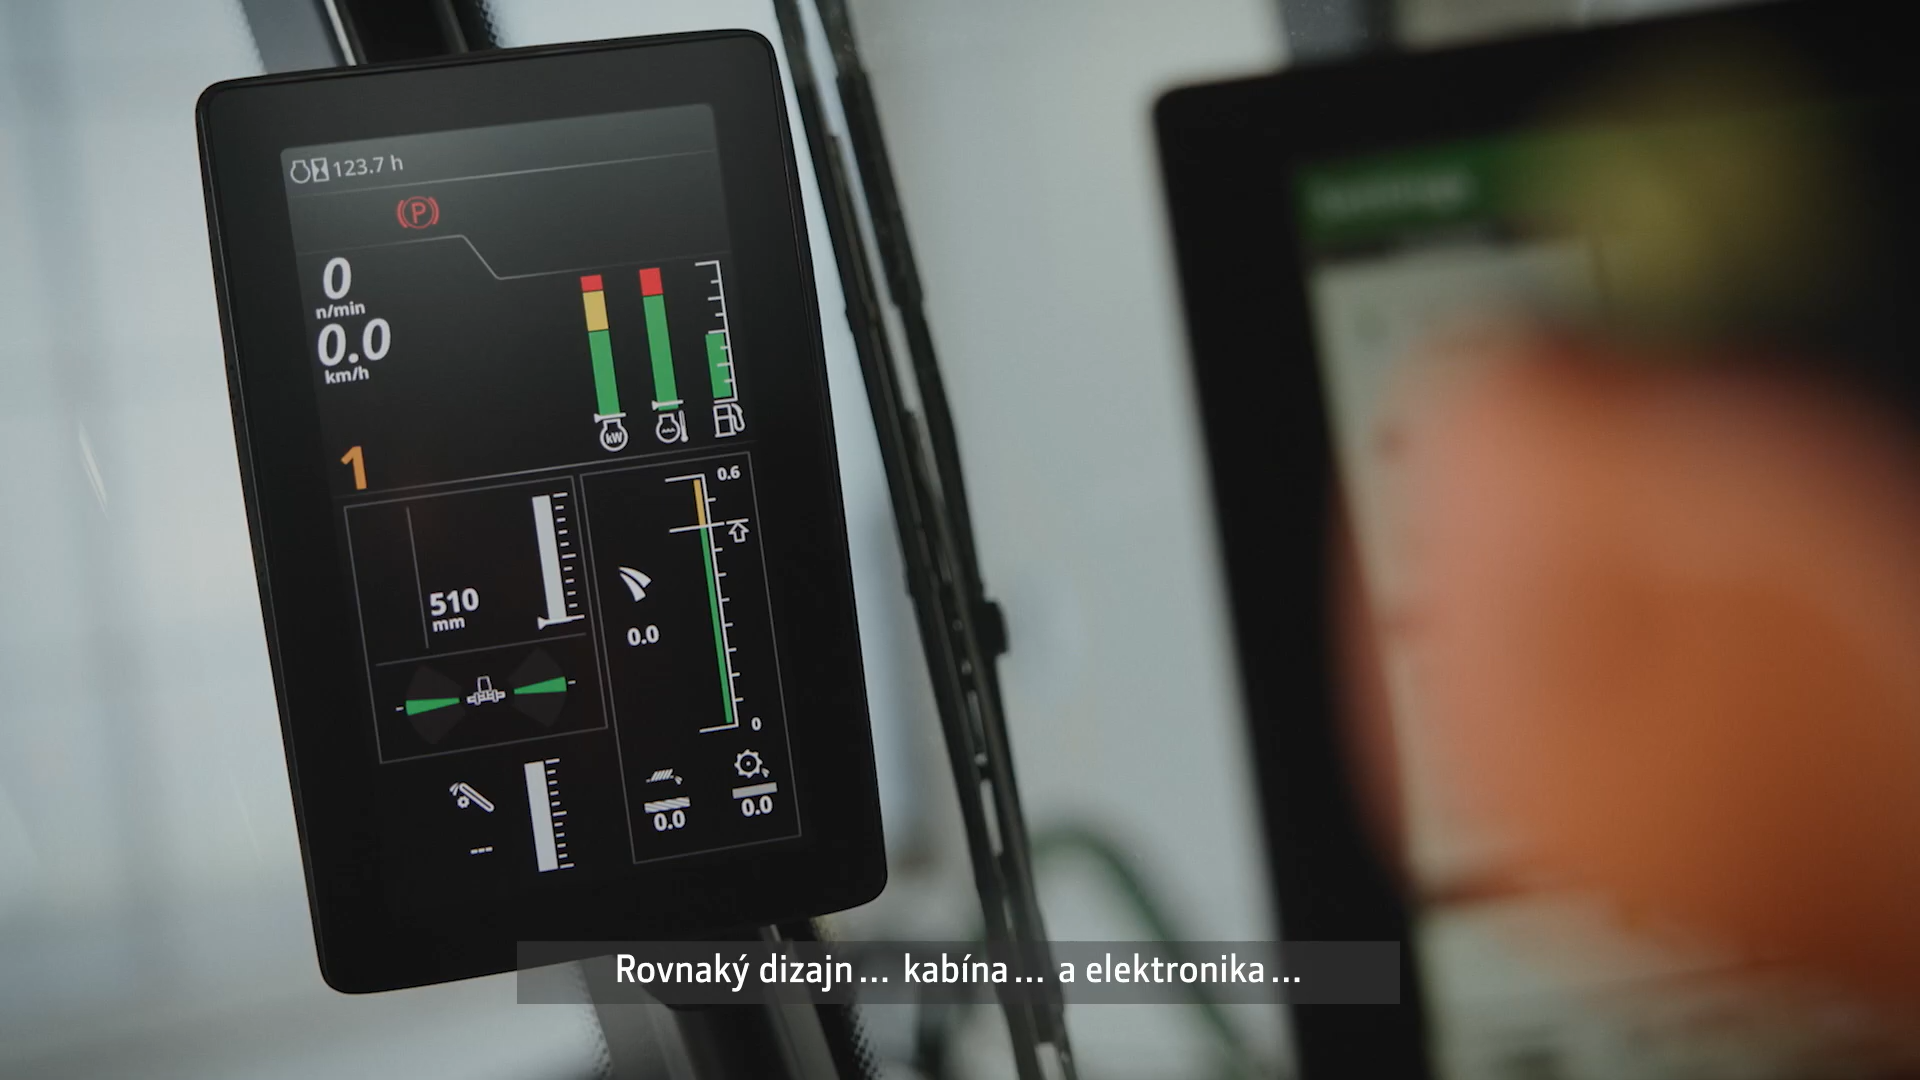 123.7 h
P
0
n/min
0.0
km/h
kW
1
0.6
510
mm
0.0
0
---
0.0
0.0
Rovnaký dizajn... kabína... a elektronika...